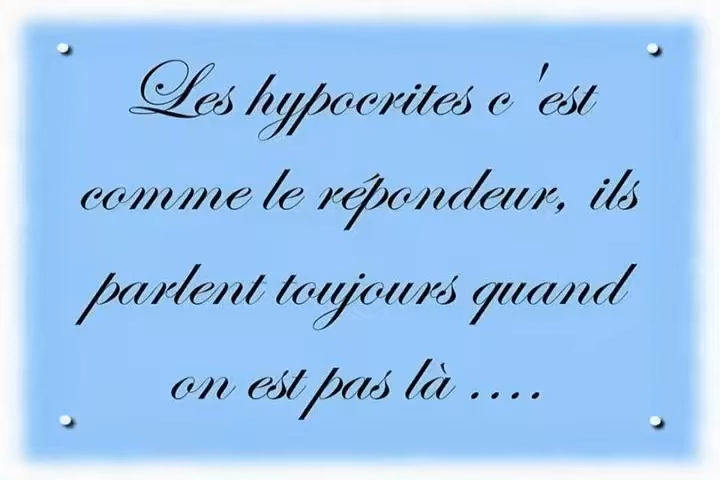 Les hypocrites c'est
comme le répondeur, ils
parlent toujours quand
on est pas là ....